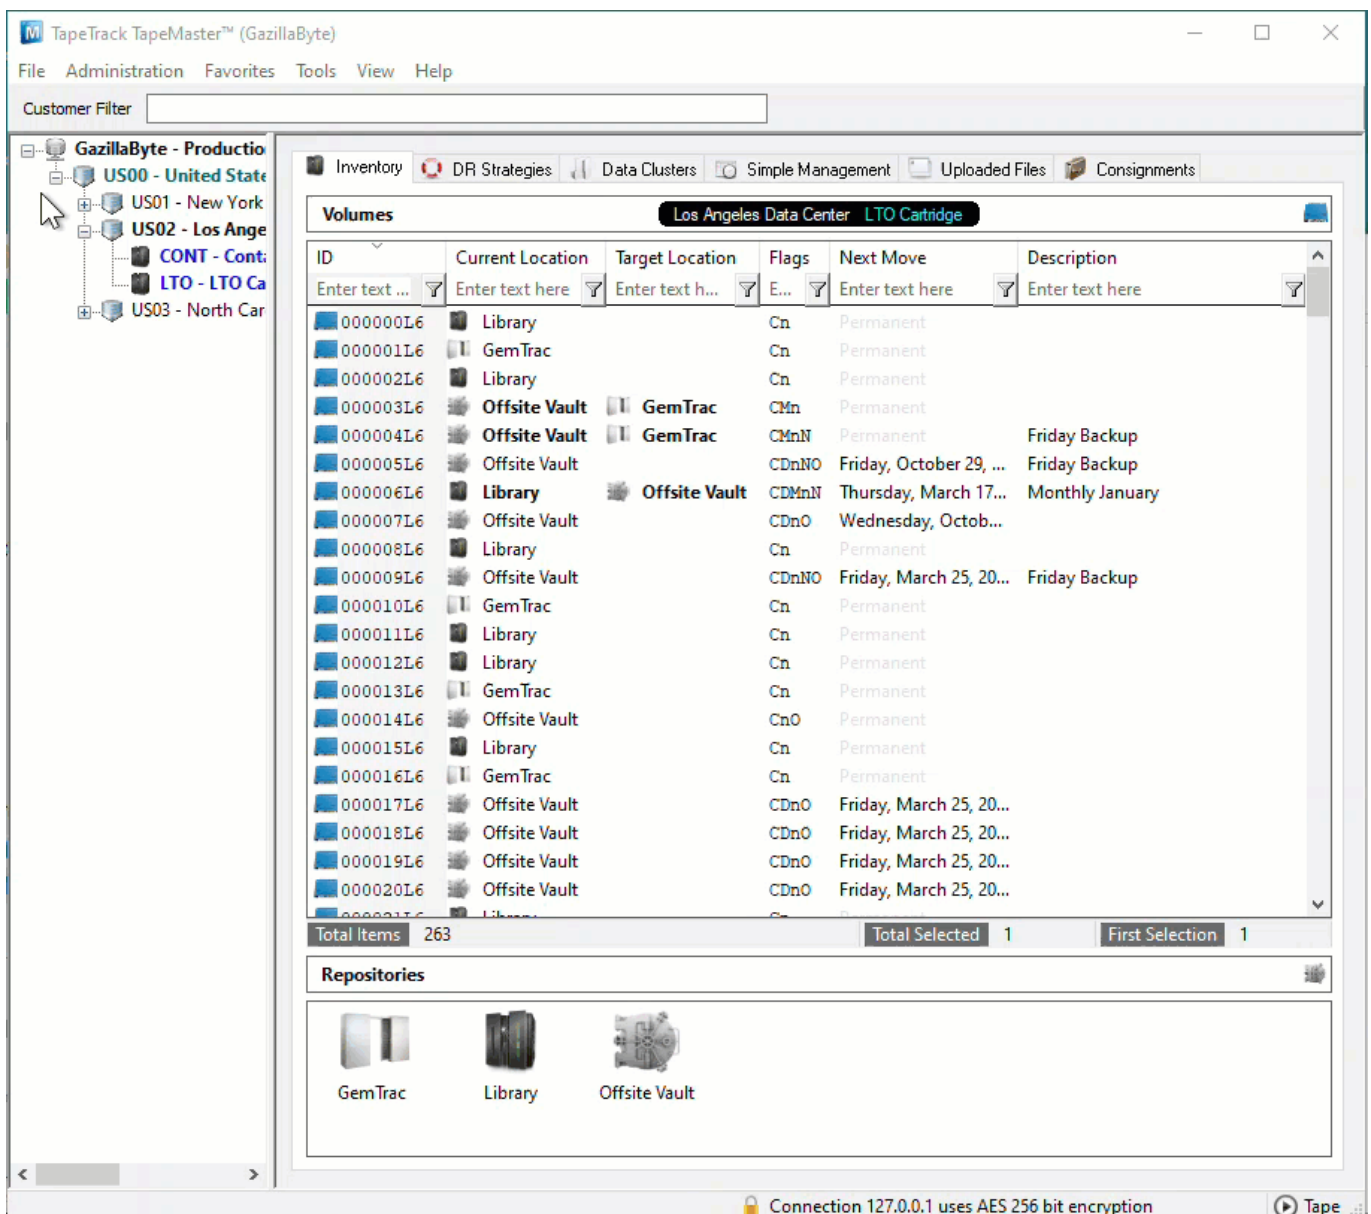 TapeTrack TapeMaster™ (GazillaByte)
File Administration Favorites Tools View Help
Customer Filter
GazillaByte - Productio
US00 - United State
US01 - New York
US02 - Los Ange
CONT - Conta
LTO - LTO Ca
US03 - North Car
Inventory DR Strategies Data Clusters Simple Management Uploaded Files Consignments
Volumes Los Angeles Data Center LTO Cartridge
ID Current Location Target Location Flags Next Move Description
Enter text ... Enter text here Enter text h... E... Enter text here Enter text here
000000L6 Library Cn Permanent
000001L6 GemTrac Cn Permanent
000002L6 Library Cn Permanent
000003L6 Offsite Vault GemTrac CMn Permanent
000004L6 Offsite Vault GemTrac CMnN Permanent Friday Backup
000005L6 Offsite Vault CDnNO Friday, October 29, ... Friday Backup
000006L6 Library Offsite Vault CDMnN Thursday, March 17... Monthly January
000007L6 Offsite Vault CDnO Wednesday, Octob...
000008L6 Library Cn Permanent
000009L6 Offsite Vault CDnNO Friday, March 25, 20... Friday Backup
000010L6 GemTrac Cn Permanent
000011L6 Library Cn Permanent
000012L6 Library Cn Permanent
000013L6 GemTrac Cn Permanent
000014L6 Offsite Vault CnO Permanent
000015L6 Library Cn Permanent
000016L6 GemTrac Cn Permanent
000017L6 Offsite Vault CDnO Friday, March 25, 20...
000018L6 Offsite Vault CDnO Friday, March 25, 20...
000019L6 Offsite Vault CDnO Friday, March 25, 20...
000020L6 Offsite Vault CDnO Friday, March 25, 20...
Total Items 263 Total Selected 1 First Selection 1
Repositories
GemTrac Library Offsite Vault
Connection 127.0.0.1 uses AES 256 bit encryption Tape